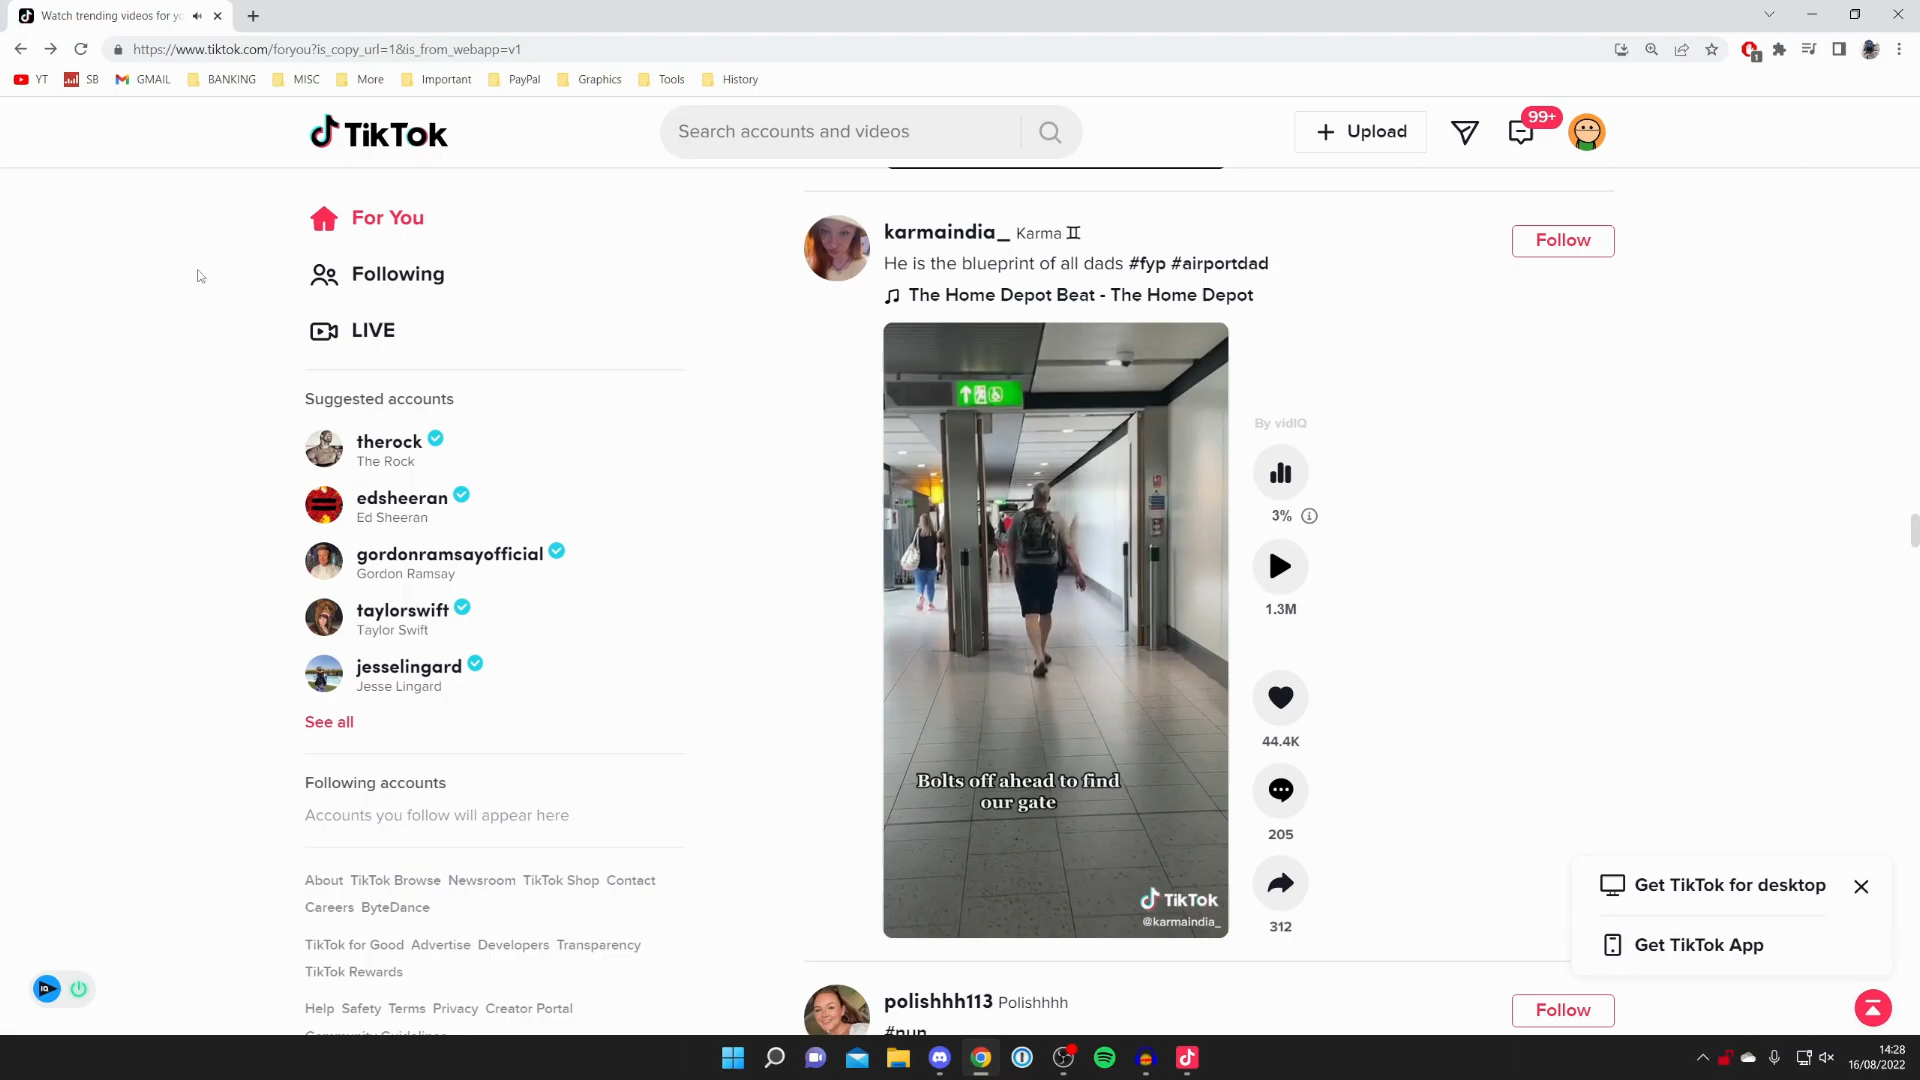 Watch trending videos for yo
https://www.tiktok.com/foryou?is_copy_url=1&is_from_webapp=v1
YT SB GMAIL BANKING MISC More Important PayPal Graphics Tools History
TikTok
Search accounts and videos
Upload
99+
For You
Following
LIVE
Suggested accounts
therock
The Rock
edsheeran
Ed Sheeran
gordonramsayofficial
Gordon Ramsay
taylorswift
Taylor Swift
jesselingard
Jesse Lingard
See all
Following accounts
Accounts you follow will appear here
About TikTok Browse Newsroom TikTok Shop Contact
Careers ByteDance
TikTok for Good Advertise Developers Transparency
TikTok Rewards
Help Safety Terms Privacy Creator Portal
Community Guidelines
karmaindia_ Karma ♊
Follow
He is the blueprint of all dads #fyp #airportdad
The Home Depot Beat - The Home Depot
Bolts off ahead to find
our gate
TikTok
@karmaindia_
By vidIQ
3%
1.3M
44.4K
205
312
polishhh113 Polishhhh
Follow
#nun
Get TikTok for desktop
Get TikTok App
IQ
1
14:28
16/08/2022